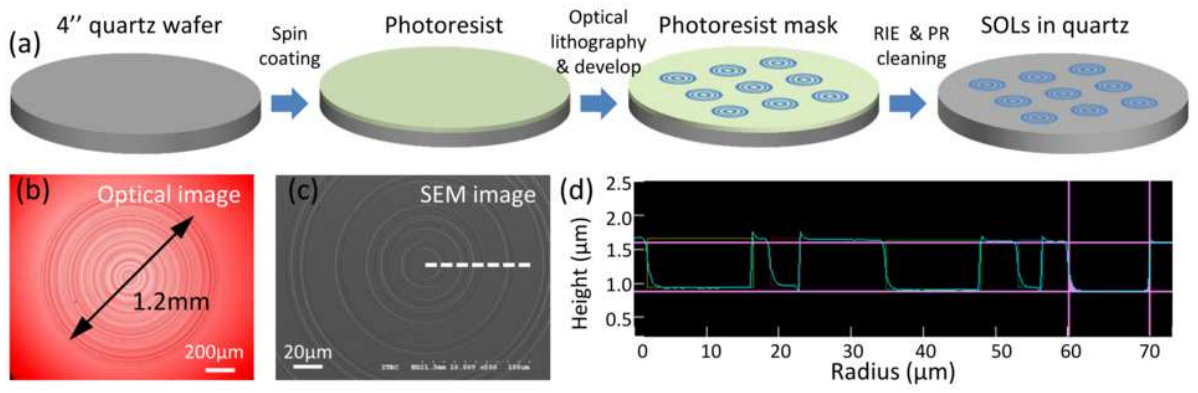 (a)
4’’ quartz wafer
Spin
coating
Photoresist
Optical
lithography
& develop
Photoresist mask
RIE & PR
cleaning
SOLs in quartz
(b)
Optical image
1.2mm
200μm
(c)
SEM image
20μm
100um
(d)
Height (μm)
2.5
2.0
1.5
1.0
0.5
0 10 20 30 40 50 60 70
Radius (μm)